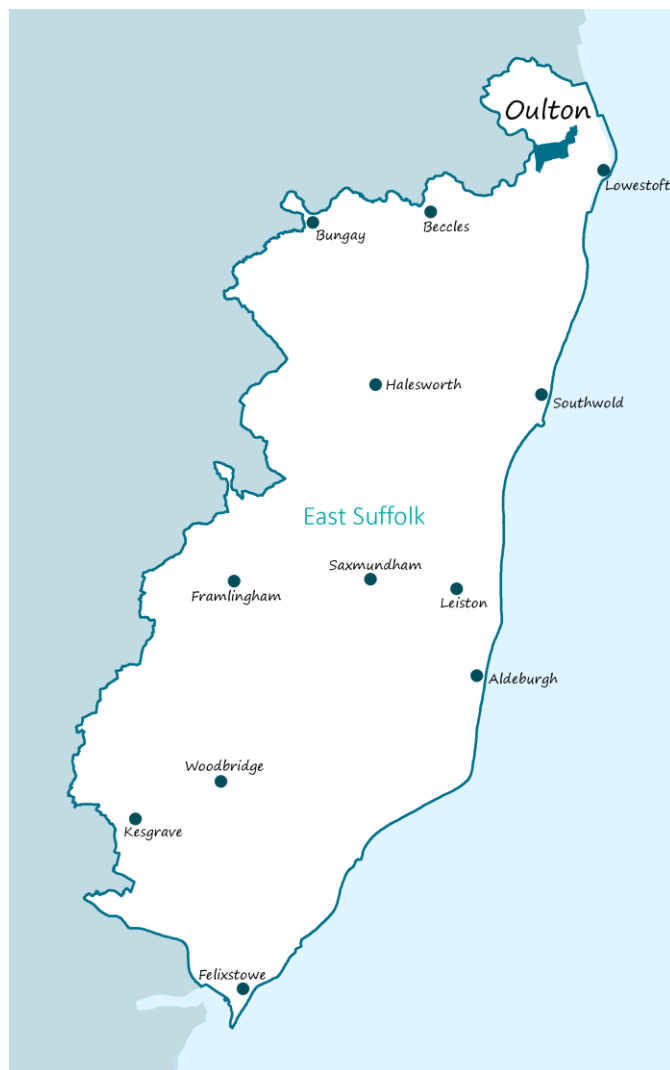 Oulton
Lowestoft
Beccles
Bungay
Halesworth
Southwold
East Suffolk
Saxmundham
Framlingham
Leiston
Aldeburgh
Woodbridge
Kesgrave
Felixstowe